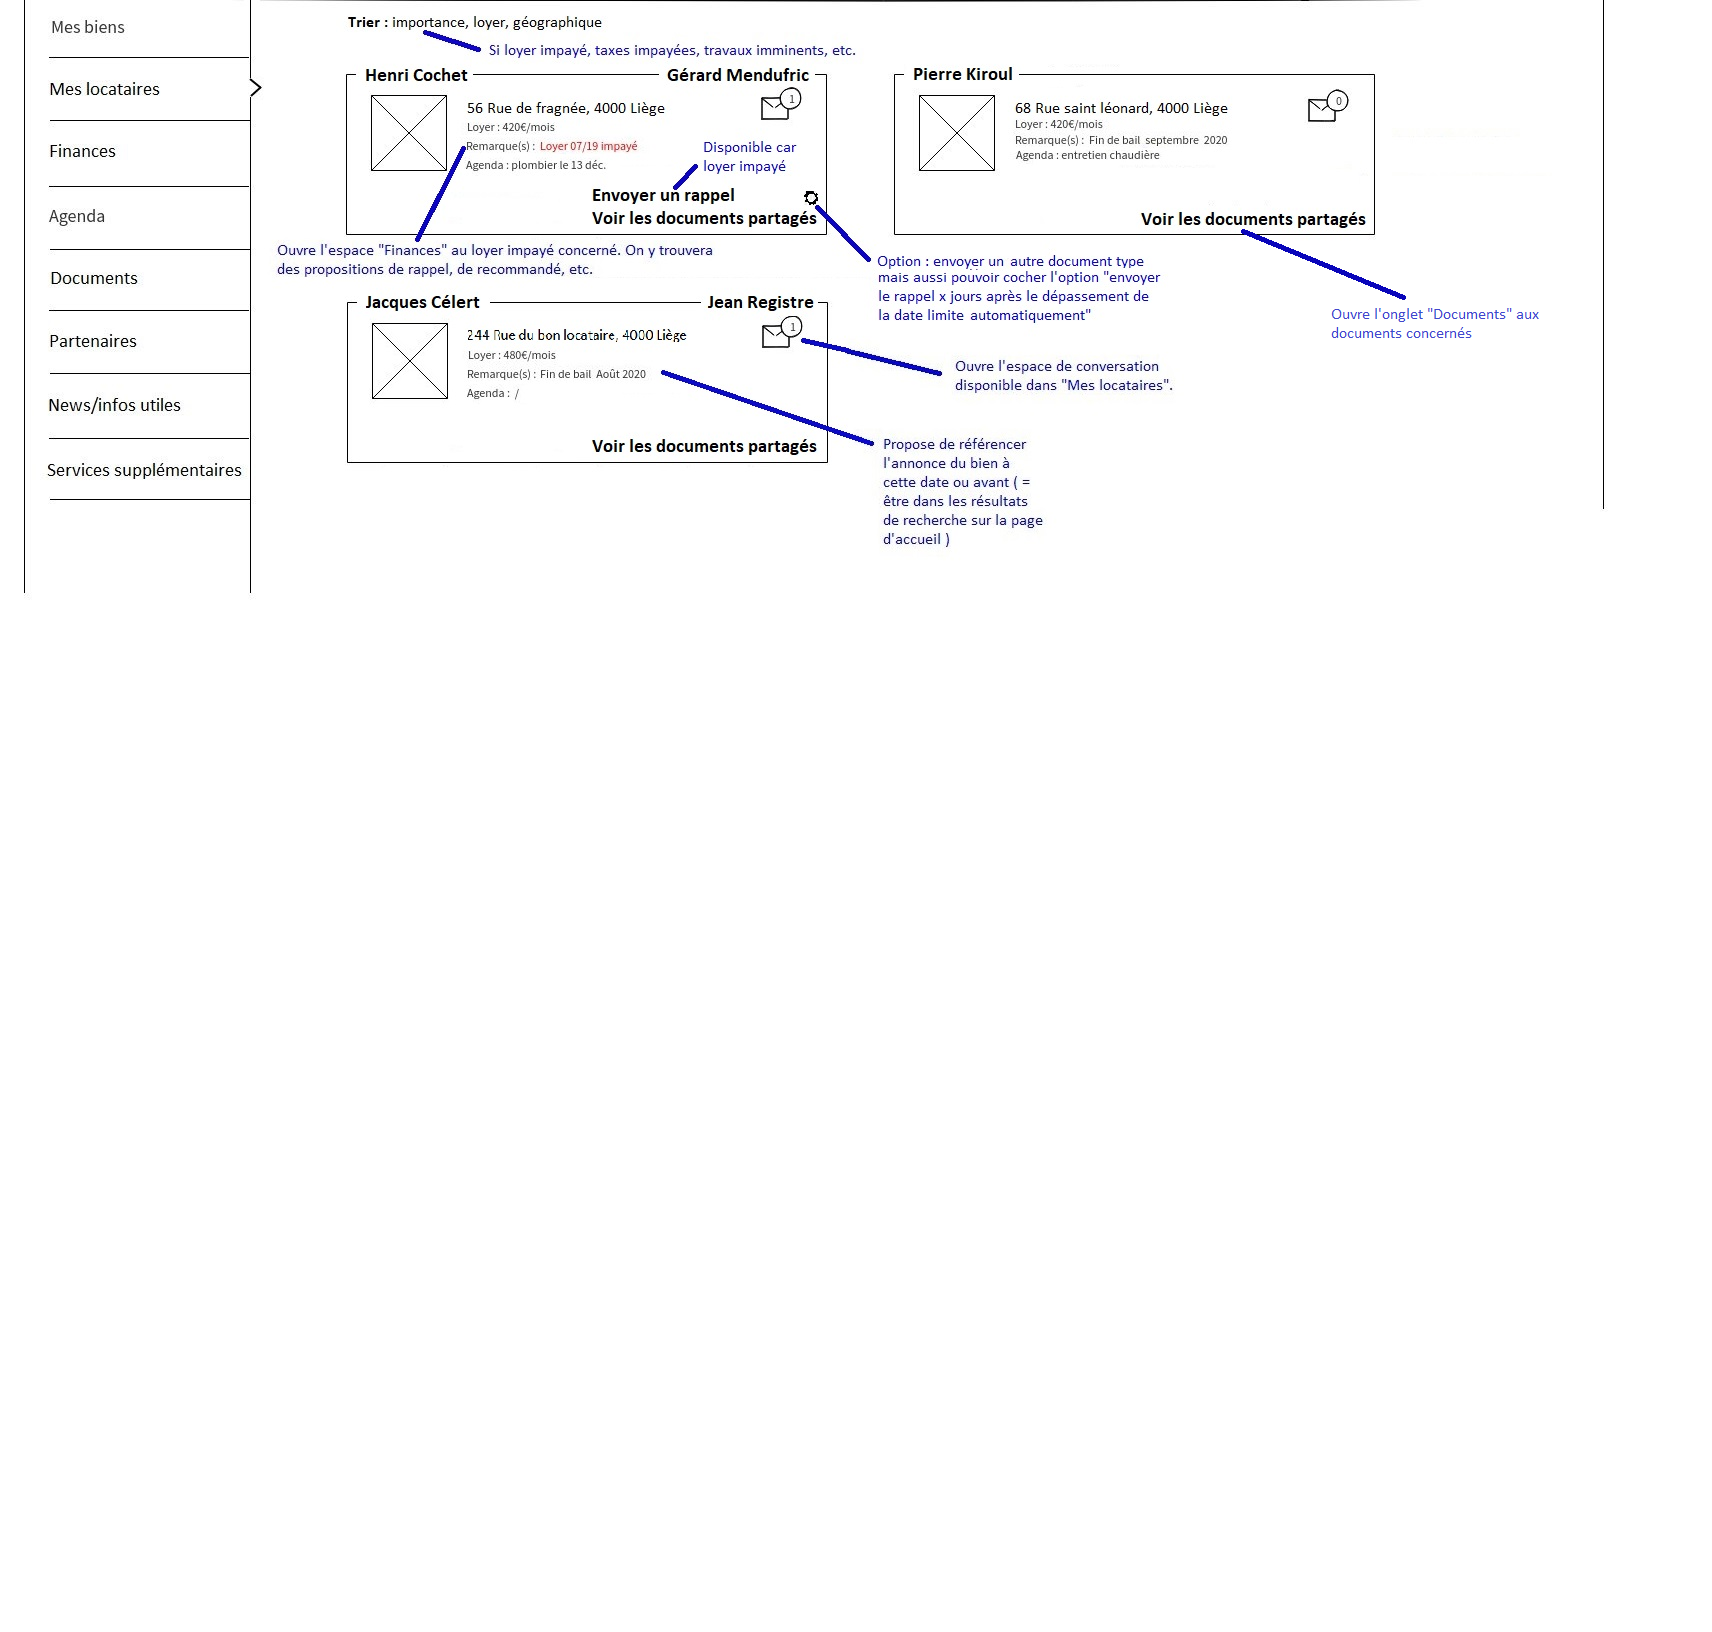 Mes biens
Mes locataires
Finances
Agenda
Documents
Partenaires
News/infos utiles
Services supplémentaires
Trier : importance, loyer, géographique
Si loyer impayé, taxes impayées, travaux imminents, etc.
Henri Cochet
Gérard Mendufric
56 Rue de fragnée, 4000 Liège
1
Loyer : 420€/mois
Remarque(s) : Loyer 07/19 impayé
Agenda : plombier le 13 déc.
Disponible car
loyer impayé
Envoyer un rappel
Voir les documents partagés
Pierre Kiroul
68 Rue saint léonard, 4000 Liège
0
Loyer : 420€/mois
Remarque(s) : Fin de bail septembre 2020
Agenda : entretien chaudière
Voir les documents partagés
Ouvre l'espace "Finances" au loyer impayé concerné. On y trouvera
des propositions de rappel, de recommandé, etc.
Option : envoyer un autre document type
mais aussi pouvoir cocher l'option "envoyer
le rappel x jours après le dépassement de
la date limite automatiquement"
Ouvre l'onglet "Documents" aux
documents concernés
Jacques Célert
Jean Registre
244 Rue du bon locataire, 4000 Liège
1
Loyer : 480€/mois
Remarque(s) : Fin de bail Août 2020
Agenda : /
Voir les documents partagés
Ouvre l'espace de conversation
disponible dans "Mes locataires".
Propose de référencer
l'annonce du bien à
cette date ou avant ( =
être dans les résultats
de recherche sur la page
d'accueil )